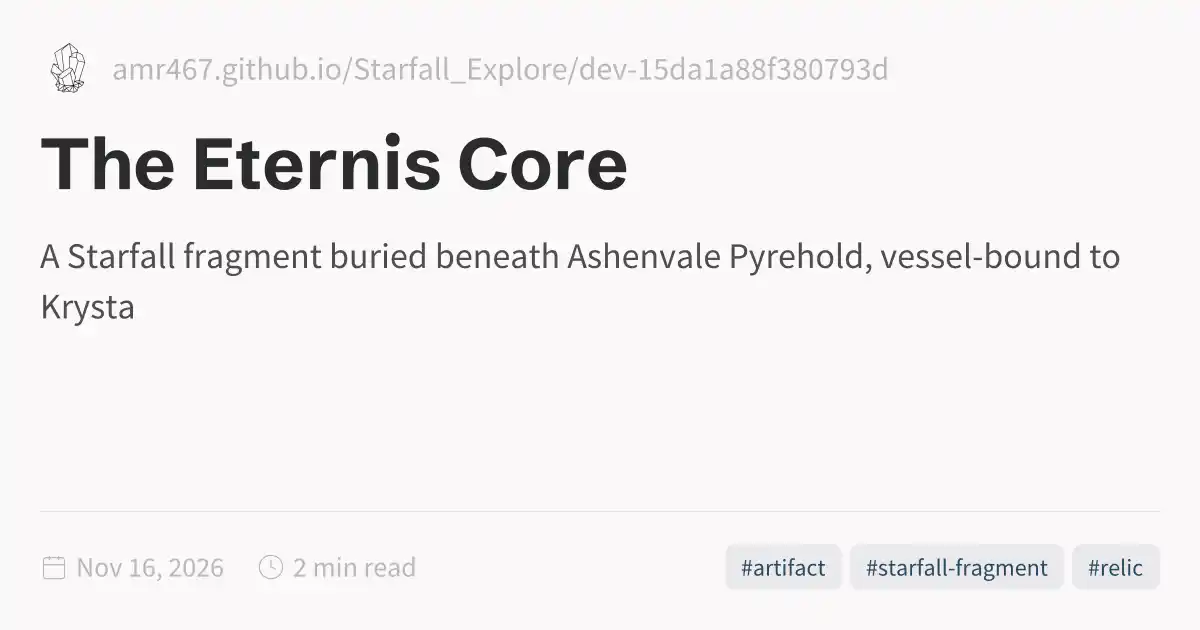 amr467.github.io/Starfall_Explore/dev-15da1a88f380793d
The Eternis Core
A Starfall fragment buried beneath Ashenvale Pyrehold, vessel-bound to
Krysta
Nov 16, 2026
2 min read
#artifact
#starfall-fragment
#relic